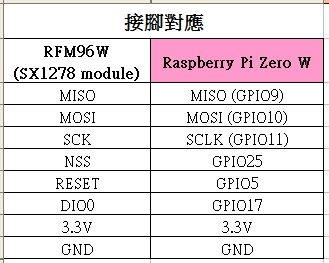 接腳對應
RFM96W
(SX1278 module)
Raspberry Pi Zero W
MISO MISO (GPIO9)
MOSI MOSI (GPIO10)
SCK SCLK (GPIO11)
NSS GPIO25
RESET GPIO5
DIO0 GPIO17
3.3V 3.3V
GND GND